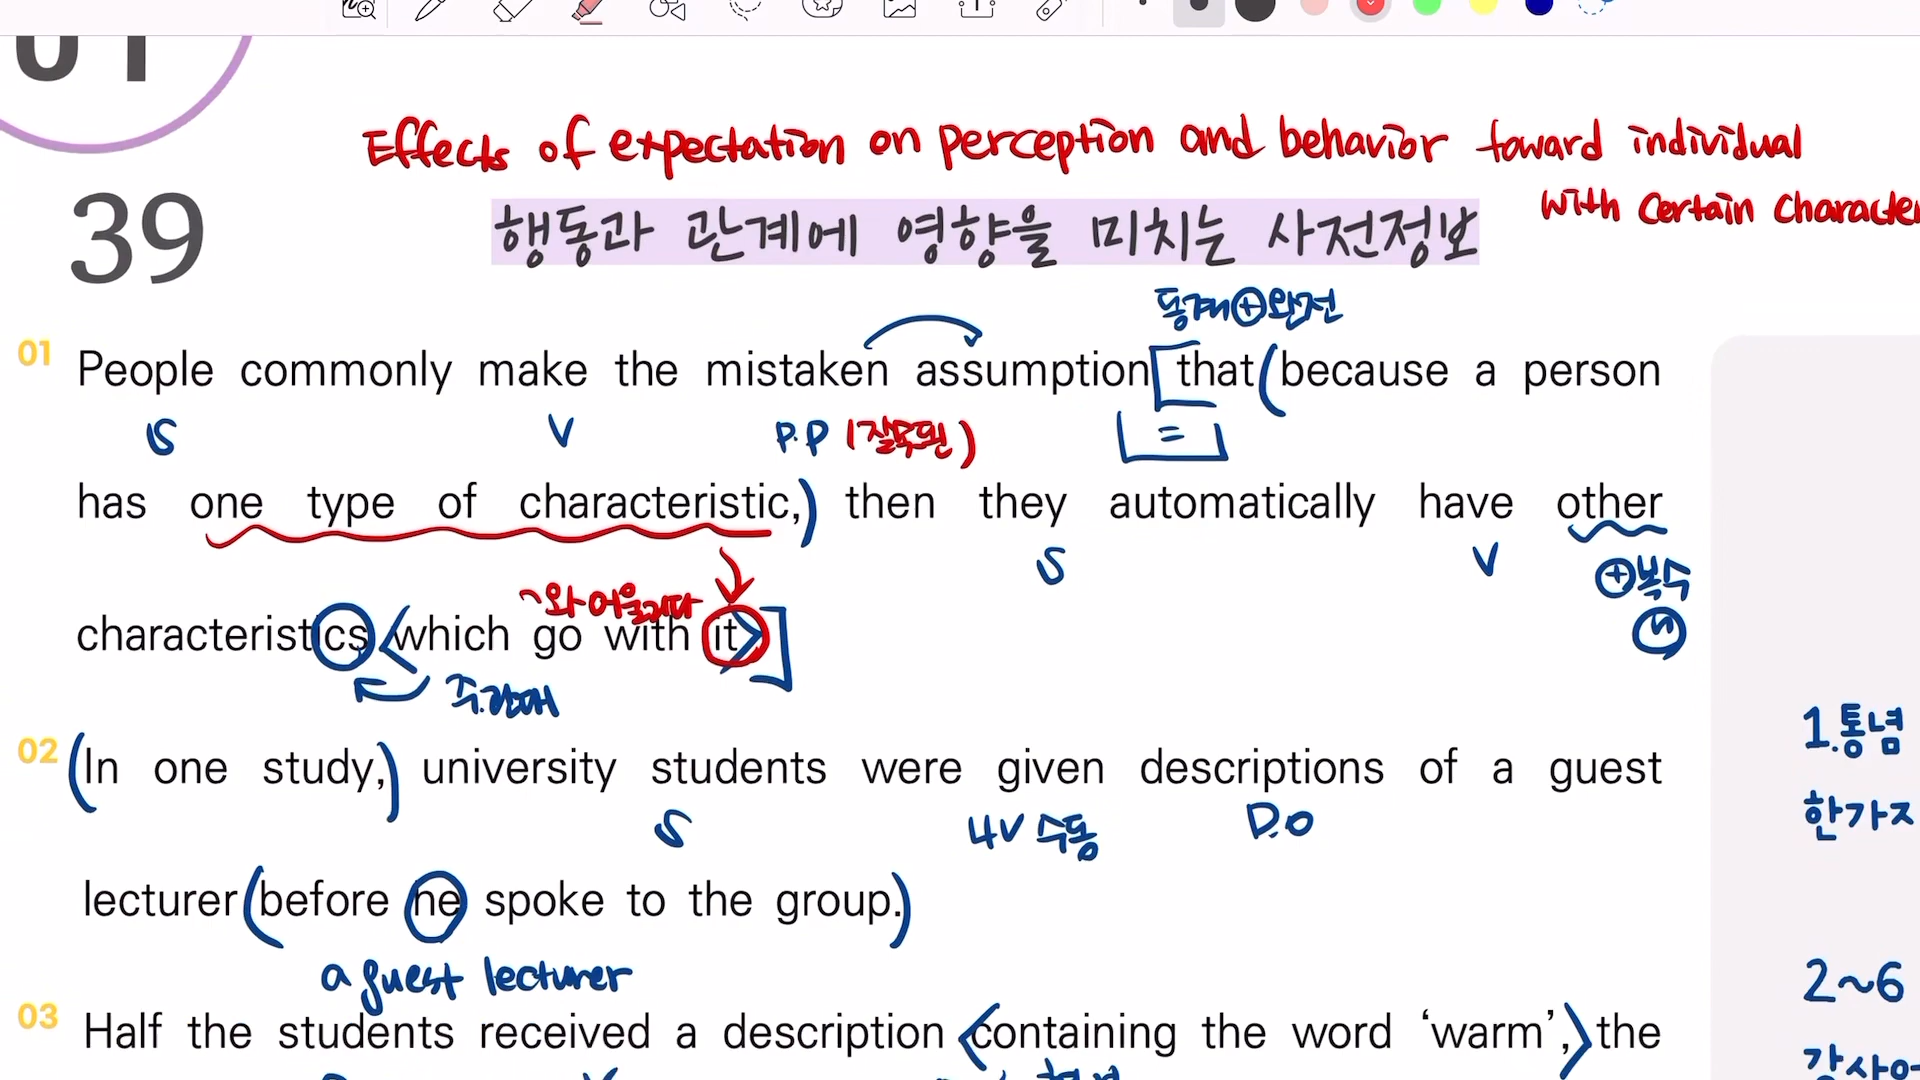 01
Effects of expectation on perception and behavior toward individual
with certain character
39
행동과 관계에 영향을 미치는 사전정보
동격⊕완전
01 People commonly make the mistaken assumption that because a person
S V P.P (잘못된) =
has one type of characteristic, then they automatically have other
S V ⊕복수
~와 어울리다
characteristics which go with it
주.관대
02 In one study, university students were given descriptions of a guest
S 4V 수동 D.O
lecturer before he spoke to the group.
a guest lecturer
03 Half the students received a description containing the word ‘warm’, the
1.통념
한가지
2~6
강사에